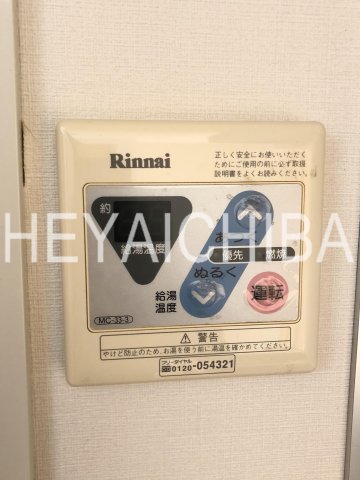 Rinnai
正しく安全にお使いいただく
ためにご使用の前に必ず取扱
説明書をよくお読みください。
約
給湯温度
あ
優先 燃焼
ぬるく
給湯
温度
運転
MC-33-3
HEYAICHIBA
警告
やけど防止のため、お湯を使う前に湯温を確かめてください。
フリーダイヤル
0120-054321